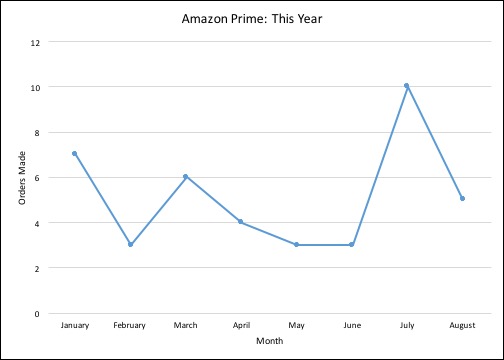 Amazon Prime: This Year
12
10
8
6
4
2
0
Orders Made
January February March April May June July August
Month